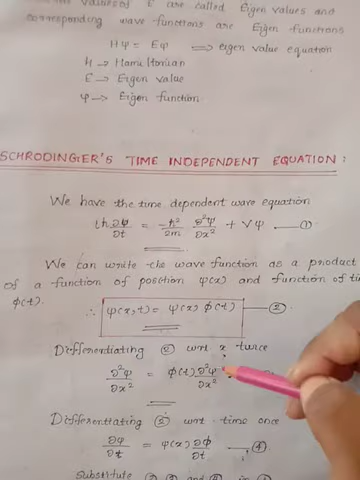 values of E are called Eigen values and
corresponding wave functions are Eigen functions
Hψ = Eψ ⟹ eigen value equation
H → Hamiltonian
E → Eigen value
ψ → Eigen function
SCHRODINGER'S TIME INDEPENDENT EQUATION :
We have the time dependent wave equation
iħ ∂ψ/∂t = -ħ²/2m ∂²ψ/∂x² + Vψ — ①
We can write the wave function as a product
of a function of position ψ(x) and function of
ϕ(t).
∴ ψ(x,t) = ψ(x) ϕ(t) — ②
Differentiating ② wrt x twice
∂²ψ/∂x² = ϕ(t) ∂²ψ/∂x²
Differentiating ② wrt time once
∂ψ/∂t = ψ(x) ∂ϕ/∂t — ④
Substitute